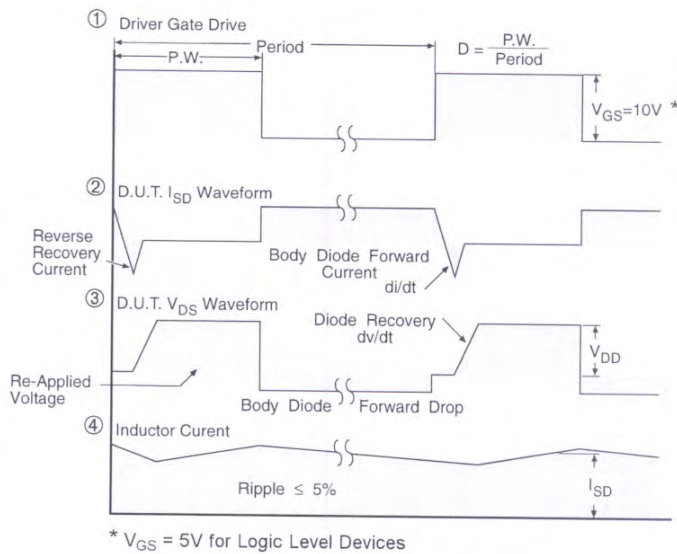 ① Driver Gate Drive
Period
P.W.
D = P.W. / Period
V_GS=10V *
② D.U.T. I_SD Waveform
Reverse
Recovery
Current
Body Diode Forward
Current
di/dt
③ D.U.T. V_DS Waveform
Diode Recovery
dv/dt
V_DD
Re-Applied
Voltage
Body Diode Forward Drop
④ Inductor Curent
Ripple ≤ 5%
I_SD
* V_GS = 5V for Logic Level Devices